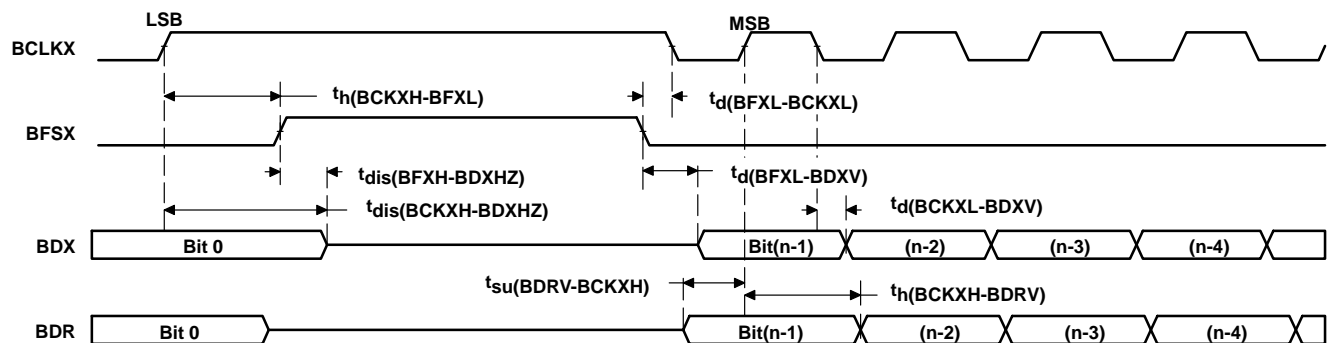 LSB MSB
BCLKX
th(BCKXH-BFXL) td(BFXL-BCKXL)
BFSX
tdis(BFXH-BDXHZ) td(BFXL-BDXV)
tdis(BCKXH-BDXHZ) td(BCKXL-BDXV)
BDX Bit 0 Bit(n-1) (n-2) (n-3) (n-4)
tsu(BDRV-BCKXH) th(BCKXH-BDRV)
BDR Bit 0 Bit(n-1) (n-2) (n-3) (n-4)